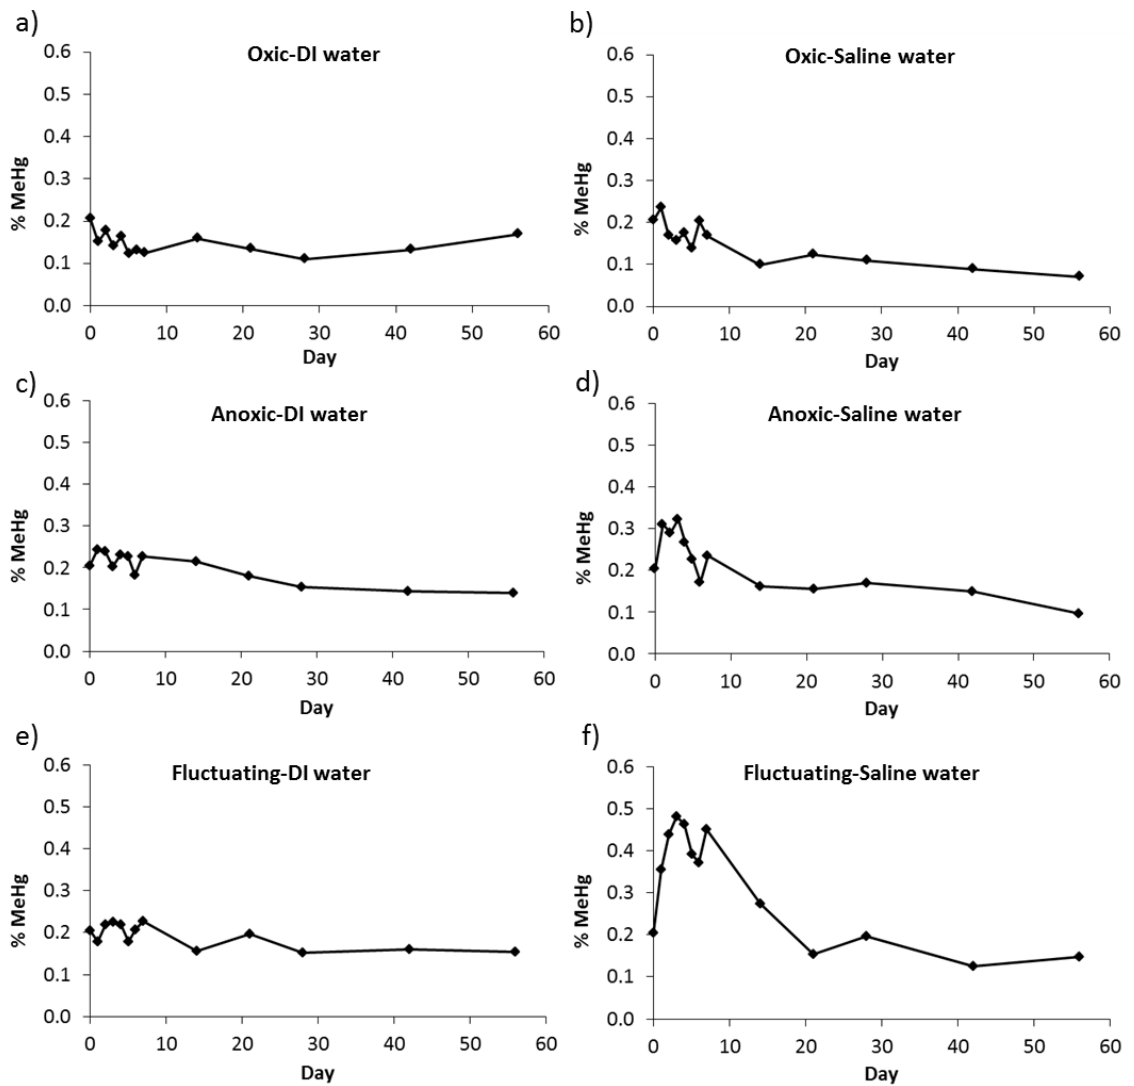 a)
Oxic-DI water
% MeHg
0.6
0.5
0.4
0.3
0.2
0.1
0.0
0 10 20 30 40 50 60
Day
b)
Oxic-Saline water
% MeHg
0.6
0.5
0.4
0.3
0.2
0.1
0.0
0 10 20 30 40 50 60
Day
c)
Anoxic-DI water
% MeHg
0.6
0.5
0.4
0.3
0.2
0.1
0.0
0 10 20 30 40 50 60
Day
d)
Anoxic-Saline water
% MeHg
0.6
0.5
0.4
0.3
0.2
0.1
0.0
0 10 20 30 40 50 60
Day
e)
Fluctuating-DI water
% MeHg
0.6
0.5
0.4
0.3
0.2
0.1
0.0
0 10 20 30 40 50 60
Day
f)
Fluctuating-Saline water
% MeHg
0.6
0.5
0.4
0.3
0.2
0.1
0.0
0 10 20 30 40 50 60
Day